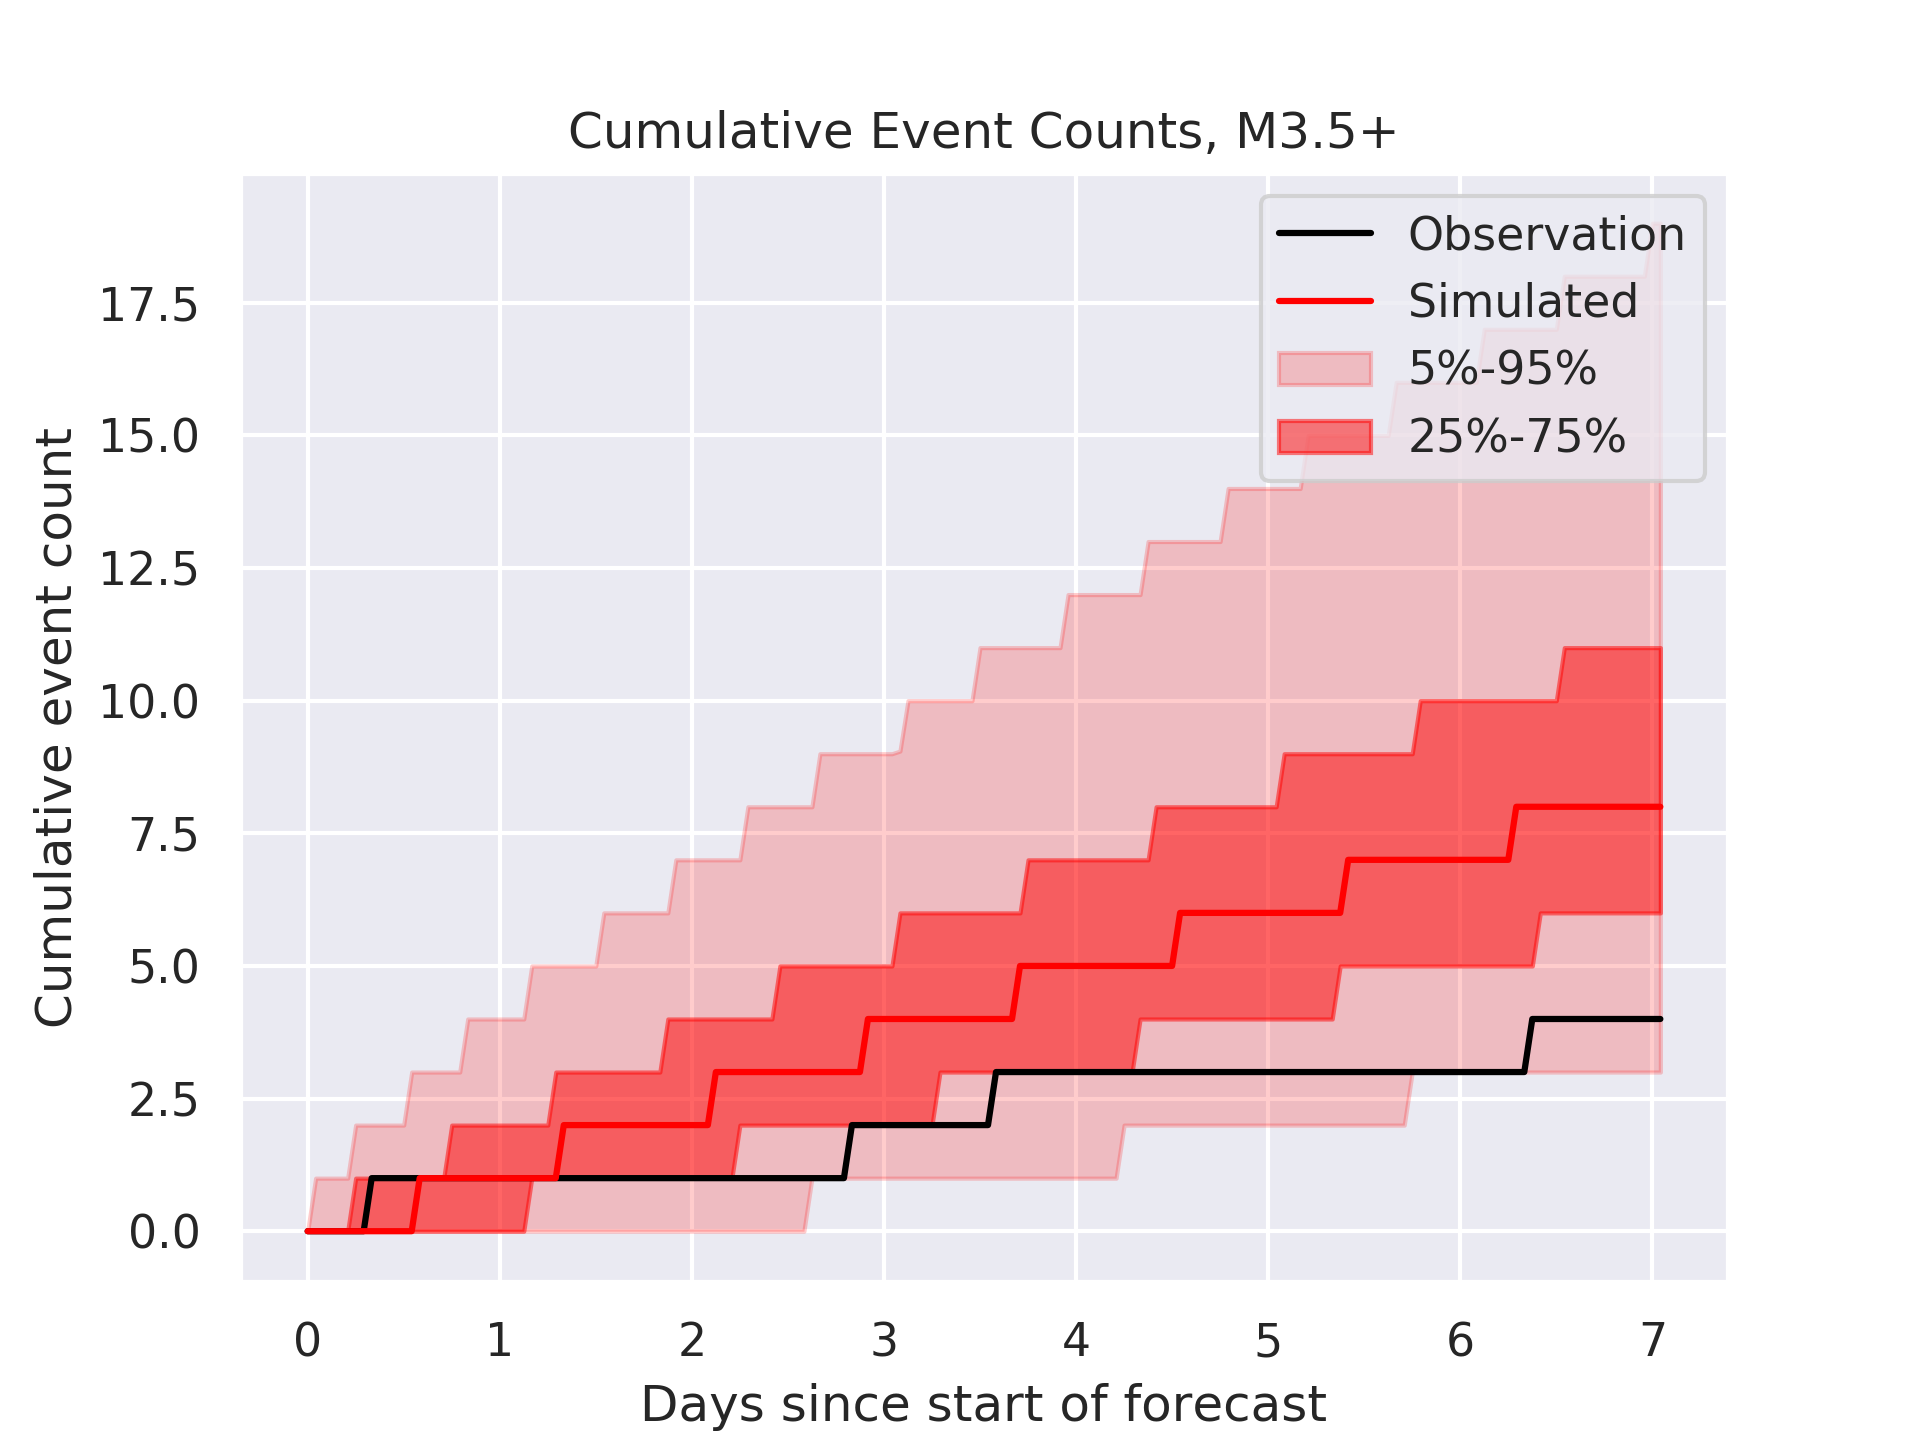 Cumulative Event Counts, M3.5+
Observation
Simulated
5%-95%
25%-75%
Cumulative event count
17.5
15.0
12.5
10.0
7.5
5.0
2.5
0.0
0 1 2 3 4 5 6 7
Days since start of forecast